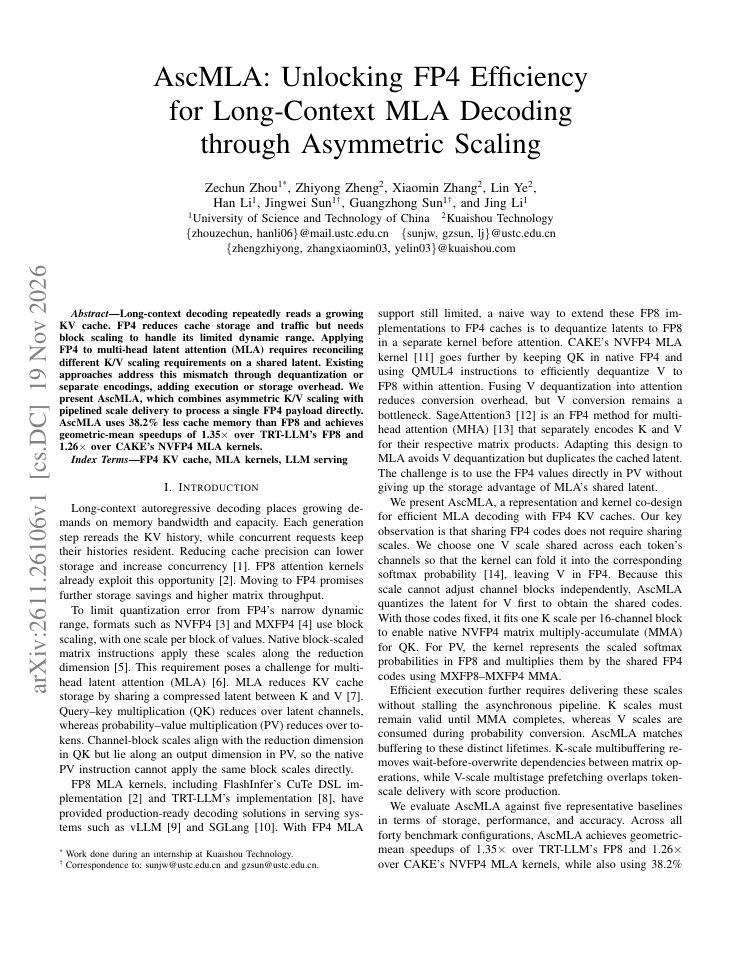 AscMLA: Unlocking FP4 Efficiency
for Long-Context MLA Decoding
through Asymmetric Scaling
Zechun Zhou1*, Zhiyong Zheng2, Xiaomin Zhang2, Lin Ye2,
Han Li1, Jingwei Sun1†, Guangzhong Sun1†, and Jing Li1
1University of Science and Technology of China 2Kuaishou Technology
{zhouzechun, hanli06}@mail.ustc.edu.cn {sunjw, gzsun, lj}@ustc.edu.cn
{zhengzhiyong, zhangxiaomin03, yelin03}@kuaishou.com
arXiv:2611.26106v1 [cs.DC] 19 Nov 2026
Abstract—Long-context decoding repeatedly reads a growing
KV cache. FP4 reduces cache storage and traffic but needs
block scaling to handle its limited dynamic range. Applying
FP4 to multi-head latent attention (MLA) requires reconciling
different K/V scaling requirements on a shared latent. Existing
approaches address this mismatch through dequantization or
separate encodings, adding execution or storage overhead. We
present AscMLA, which combines asymmetric K/V scaling with
pipelined scale delivery to process a single FP4 payload directly.
AscMLA uses 38.2% less cache memory than FP8 and achieves
geometric-mean speedups of 1.35× over TRT-LLM's FP8 and
1.26× over CAKE's NVFP4 MLA kernels.
Index Terms—FP4 KV cache, MLA kernels, LLM serving
I. INTRODUCTION
Long-context autoregressive decoding places growing de-
mands on memory bandwidth and capacity. Each generation
step rereads the KV history, while concurrent requests keep
their histories resident. Reducing cache precision can lower
storage and increase concurrency [1]. FP8 attention kernels
already exploit this opportunity [2]. Moving to FP4 promises
further storage savings and higher matrix throughput.
To limit quantization error from FP4's narrow dynamic
range, formats such as NVFP4 [3] and MXFP4 [4] use block
scaling, with one scale per block of values. Native block-scaled
matrix instructions apply these scales along the reduction
dimension [5]. This requirement poses a challenge for multi-
head latent attention (MLA) [6]. MLA reduces KV cache
storage by sharing a compressed latent between K and V [7].
Query–key multiplication (QK) reduces over latent channels,
whereas probability–value multiplication (PV) reduces over to-
kens. Channel-block scales align with the reduction dimension
in QK but lie along an output dimension in PV, so the native
PV instruction cannot apply the same block scales directly.
FP8 MLA kernels, including FlashInfer's CuTe DSL im-
plementation [2] and TRT-LLM's implementation [8], have
provided production-ready decoding solutions in serving sys-
tems such as vLLM [9] and SGLang [10]. With FP4 MLA
* Work done during an internship at Kuaishou Technology.
† Correspondence to: sunjw@ustc.edu.cn and gzsun@ustc.edu.cn.
support still limited, a naive way to extend these FP8 im-
plementations to FP4 caches is to dequantize latents to FP8
in a separate kernel before attention. CAKE's NVFP4 MLA
kernel [11] goes further by keeping QK in native FP4 and
using QMUL4 instructions to efficiently dequantize V to
FP8 within attention. Fusing V dequantization into attention
reduces conversion overhead, but V conversion remains a
bottleneck. SageAttention3 [12] is an FP4 method for multi-
head attention (MHA) [13] that separately encodes K and V
for their respective matrix products. Adapting this design to
MLA avoids V dequantization but duplicates the cached latent.
The challenge is to use the FP4 values directly in PV without
giving up the storage advantage of MLA's shared latent.
We present AscMLA, a representation and kernel co-design
for efficient MLA decoding with FP4 KV caches. Our key
observation is that sharing FP4 codes does not require sharing
scales. We choose one V scale shared across each token's
channels so that the kernel can fold it into the corresponding
softmax probability [14], leaving V in FP4. Because this
scale cannot adjust channel blocks independently, AscMLA
quantizes the latent for V first to obtain the shared codes.
With those codes fixed, it fits one K scale per 16-channel block
to enable native NVFP4 matrix multiply-accumulate (MMA)
for QK. For PV, the kernel represents the scaled softmax
probabilities in FP8 and multiplies them by the shared FP4
codes using MXFP8–MXFP4 MMA.
Efficient execution further requires delivering these scales
without stalling the asynchronous pipeline. K scales must
remain valid until MMA completes, whereas V scales are
consumed during probability conversion. AscMLA matches
buffering to these distinct lifetimes. K-scale multibuffering re-
moves wait-before-overwrite dependencies between matrix op-
erations, while V-scale multistage prefetching overlaps token-
scale delivery with score production.
We evaluate AscMLA against five representative baselines
in terms of storage, performance, and accuracy. Across all
forty benchmark configurations, AscMLA achieves geometric-
mean speedups of 1.35× over TRT-LLM's FP8 and 1.26×
over CAKE's NVFP4 MLA kernels, while also using 38.2%